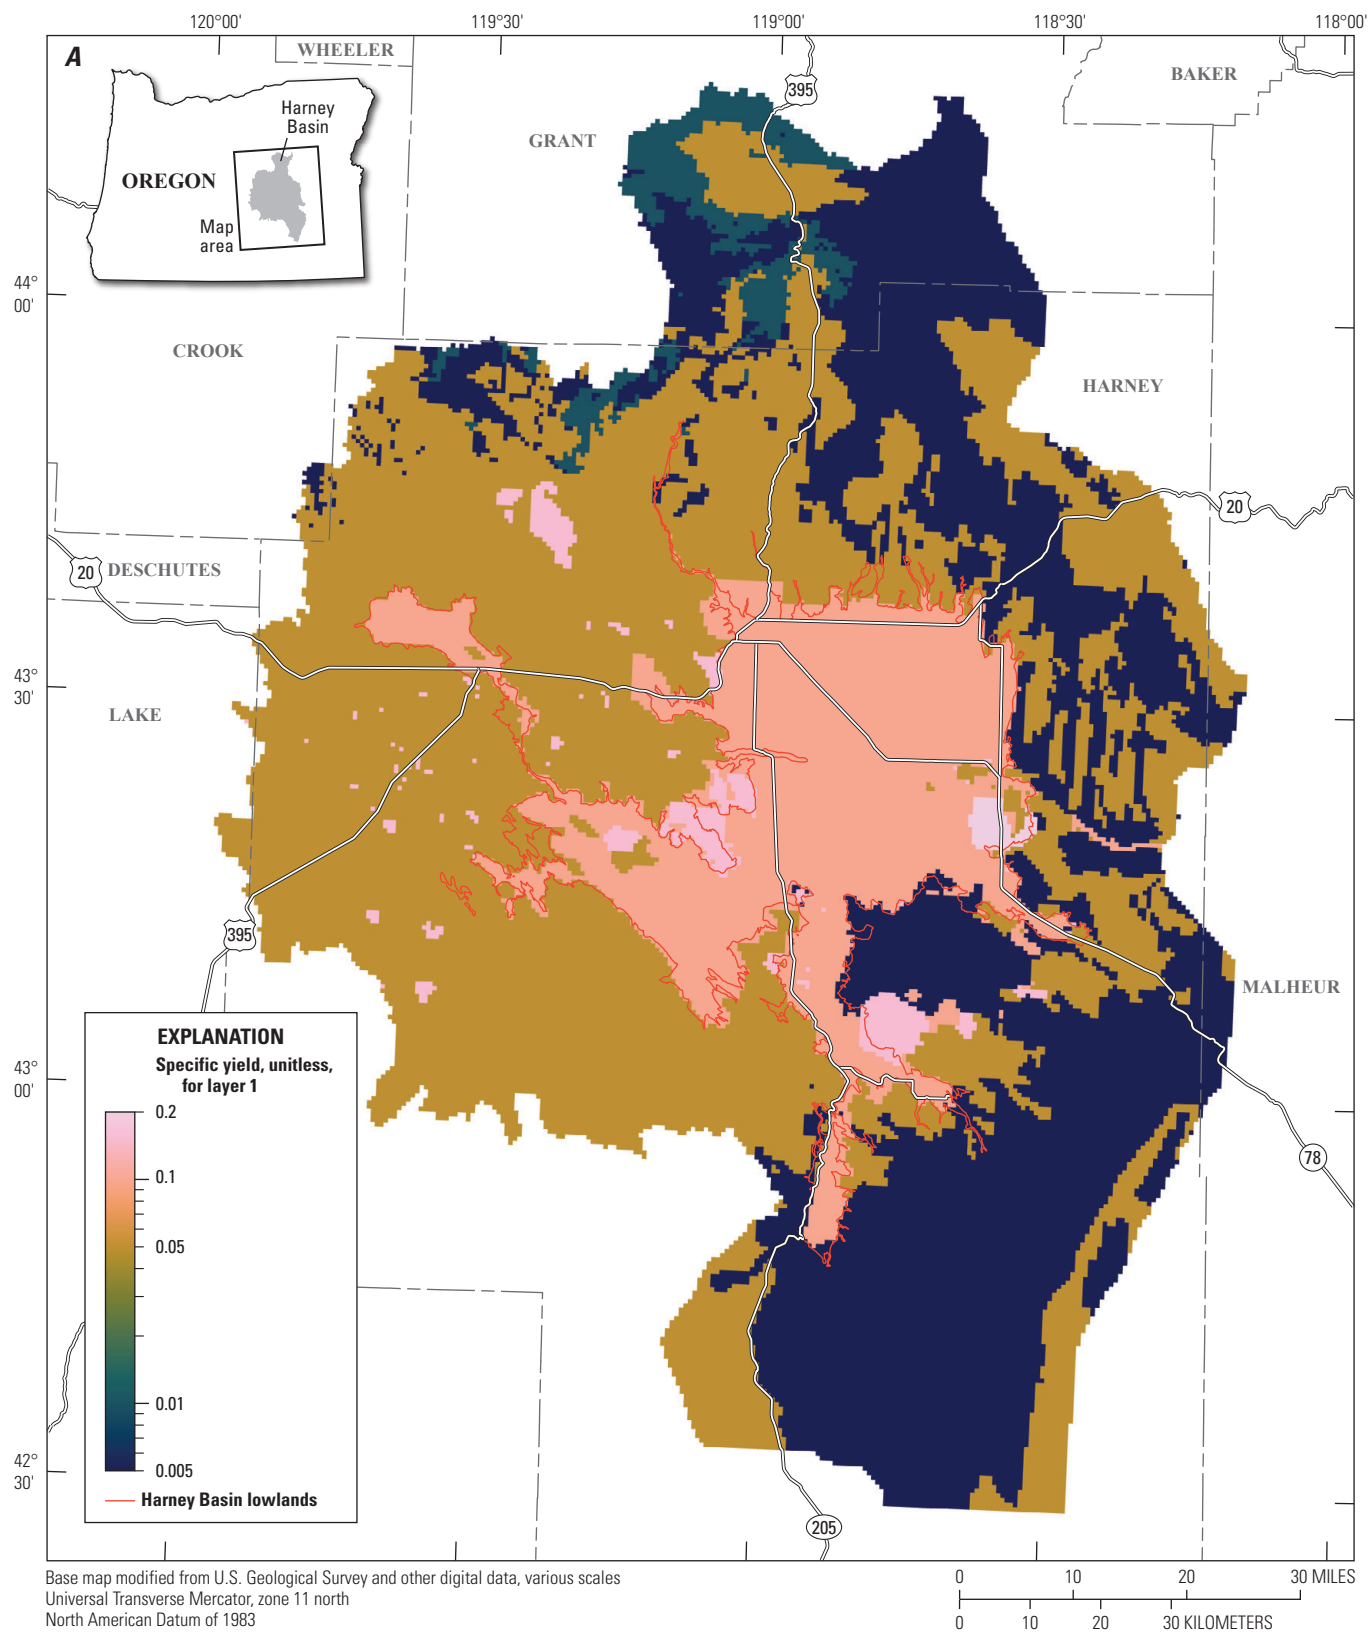 120°00'
119°30'
119°00'
118°30'
118°00'
A
WHEELER
BAKER
395
Harney
Basin
GRANT
OREGON
Map
area
44°
00'
CROOK
HARNEY
20
20
DESCHUTES
43°
30'
LAKE
395
MALHEUR
43°
00'
78
EXPLANATION
Specific yield, unitless,
for layer 1
0.2
0.1
0.05
0.01
0.005
Harney Basin lowlands
42°
30'
205
Base map modified from U.S. Geological Survey and other digital data, various scales
Universal Transverse Mercator, zone 11 north
North American Datum of 1983
0 10 20 30 MILES
0 10 20 30 KILOMETERS